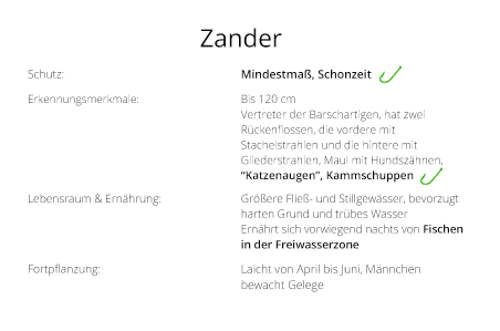 Zander
Schutz: Mindestmaß, Schonzeit
Erkennungsmerkmale: Bis 120 cm
Vertreter der Barschartigen, hat zwei
Rückenflossen, die vordere mit
Stachelstrahlen und die hintere mit
Gliederstrahlen, Maul mit Hundszähnen,
“Katzenaugen”, Kammschuppen
Lebensraum & Ernährung: Größere Fließ- und Stillgewässer, bevorzugt
harten Grund und trübes Wasser
Ernährt sich vorwiegend nachts von Fischen
in der Freiwasserzone
Fortpflanzung: Laicht von April bis Juni, Männchen
bewacht Gelege